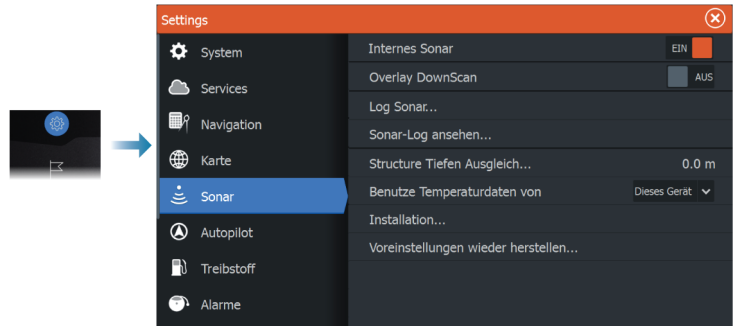 Settings
System
Services
Navigation
Karte
Sonar
Autopilot
Treibstoff
Alarme
Internes Sonar EIN
Overlay DownScan AUS
Log Sonar...
Sonar-Log ansehen...
Structure Tiefen Ausgleich... 0.0 m
Benutze Temperaturdaten von Dieses Gerät
Installation...
Voreinstellungen wieder herstellen...